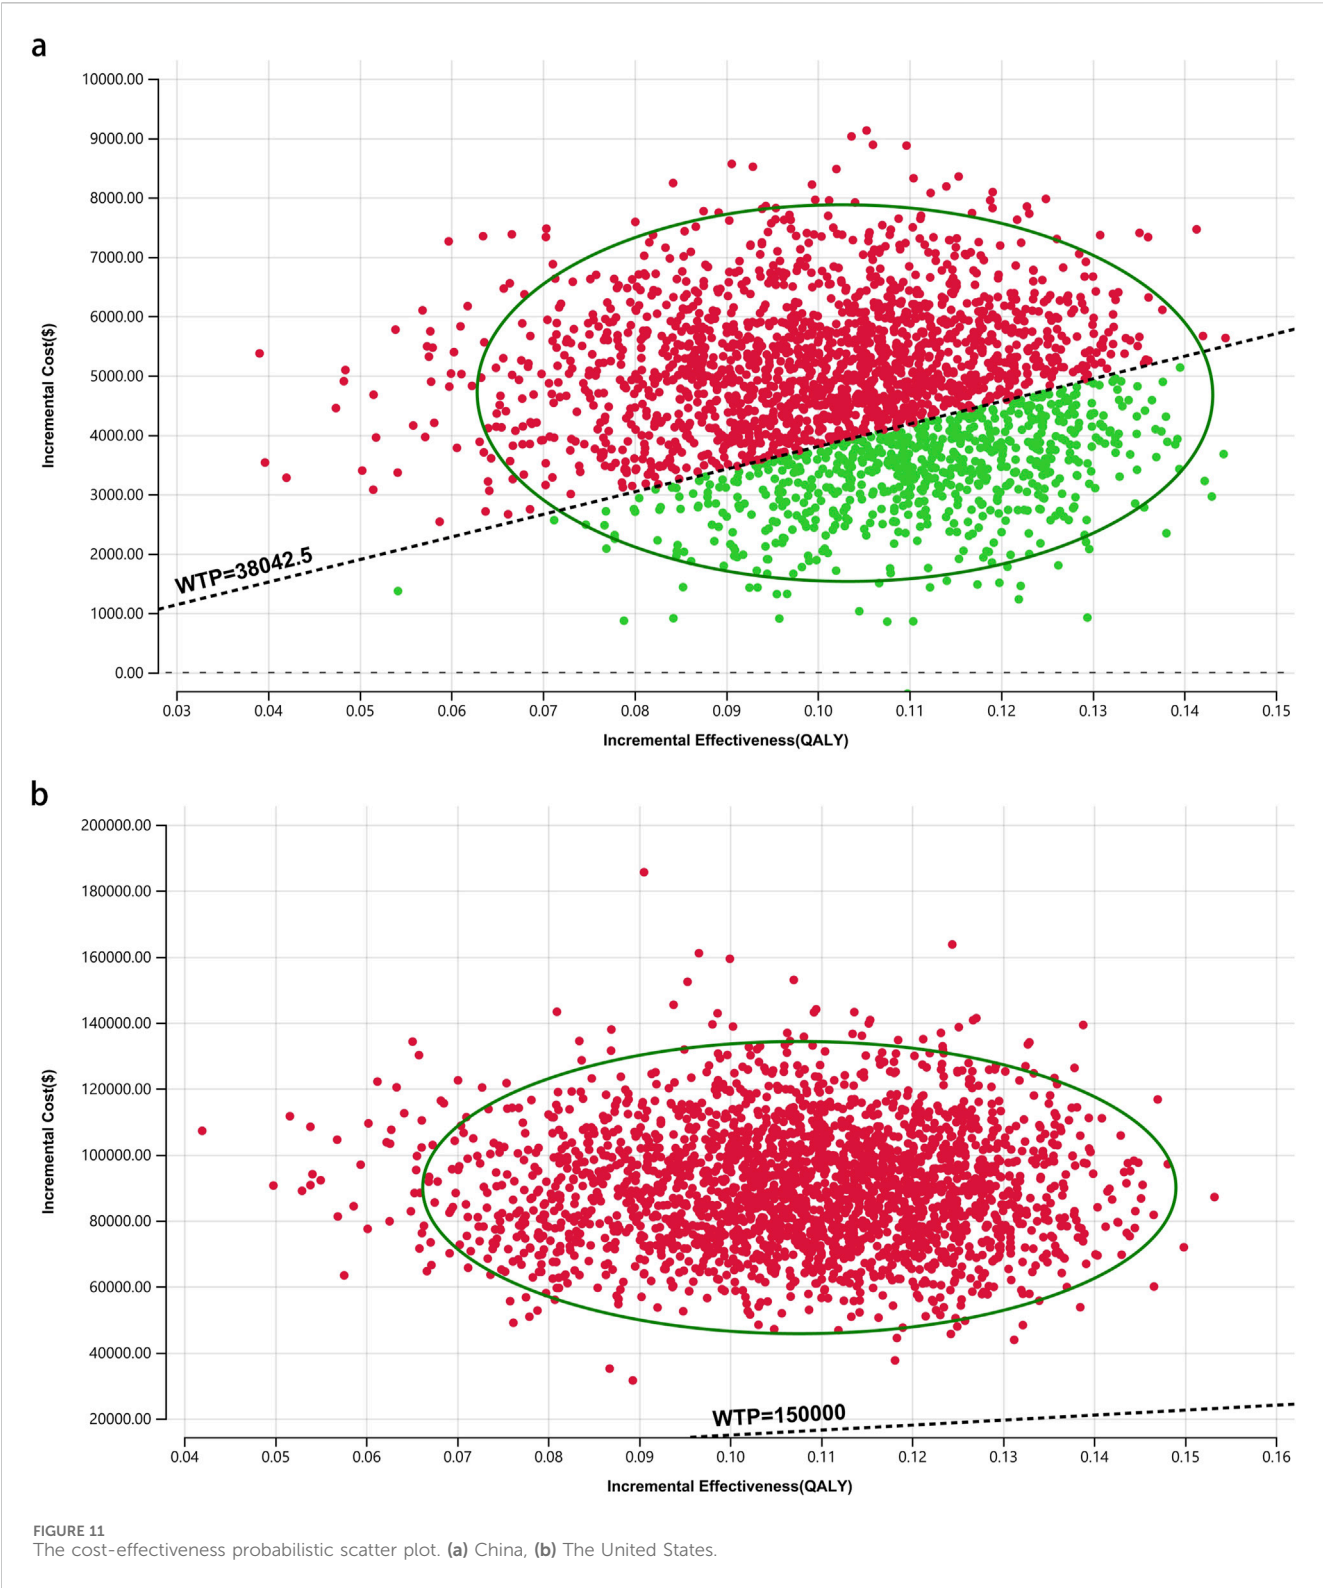 a
10000.00
9000.00
8000.00
7000.00
6000.00
5000.00
4000.00
3000.00
2000.00
1000.00
0.00
Incremental Cost($)
WTP=38042.5
0.03 0.04 0.05 0.06 0.07 0.08 0.09 0.10 0.11 0.12 0.13 0.14 0.15
Incremental Effectiveness(QALY)
b
200000.00
180000.00
160000.00
140000.00
120000.00
100000.00
80000.00
60000.00
40000.00
20000.00
Incremental Cost($)
WTP=150000
0.04 0.05 0.06 0.07 0.08 0.09 0.10 0.11 0.12 0.13 0.14 0.15 0.16
Incremental Effectiveness(QALY)
FIGURE 11
The cost-effectiveness probabilistic scatter plot. (a) China, (b) The United States.